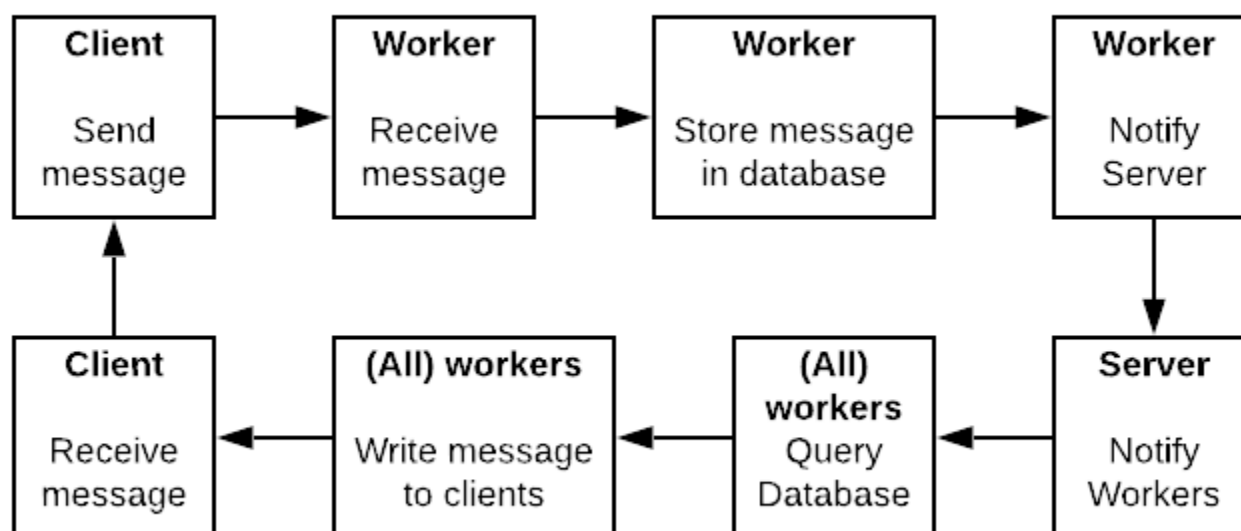 Client
Send
message
Worker
Receive
message
Worker
Store message
in database
Worker
Notify
Server
Client
Receive
message
(All) workers
Write message
to clients
(All)
workers
Query
Database
Server
Notify
Workers